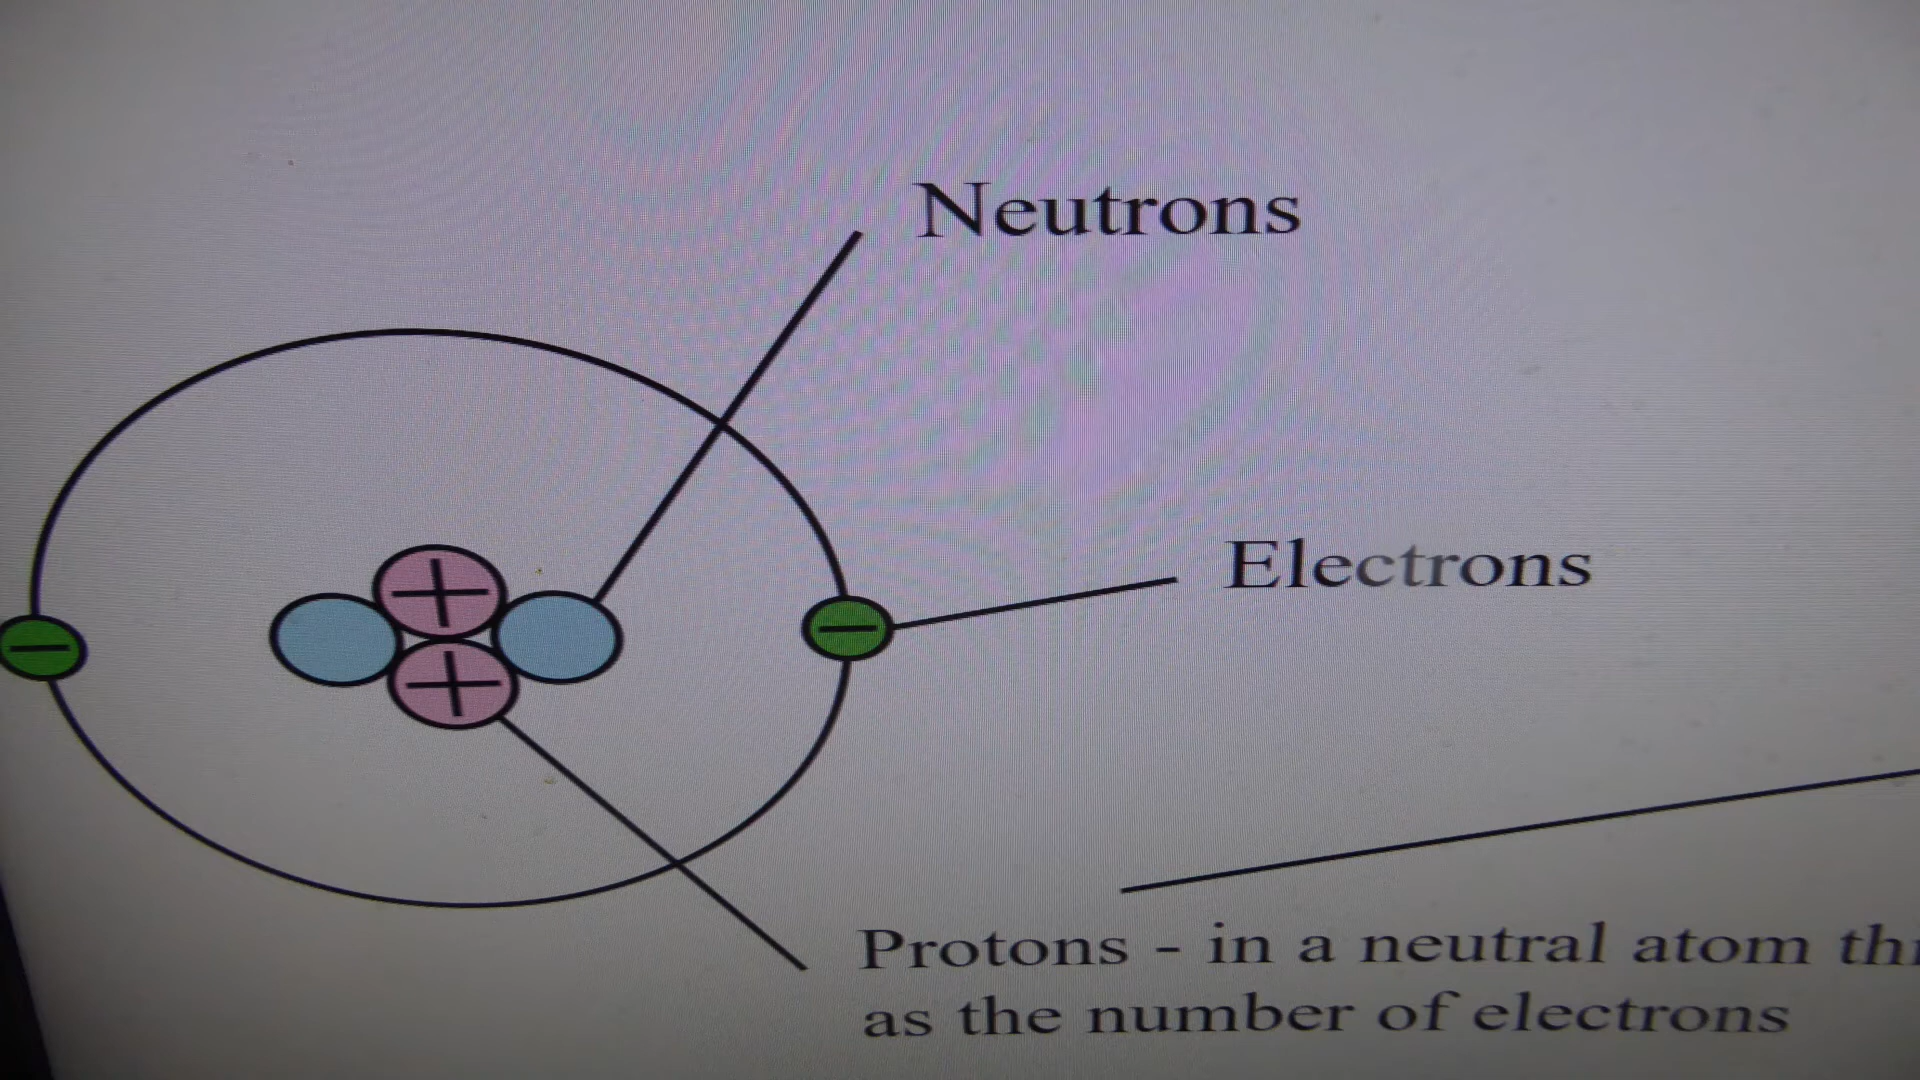 Neutrons
Electrons
Protons - in a neutral atom
as the number of electrons